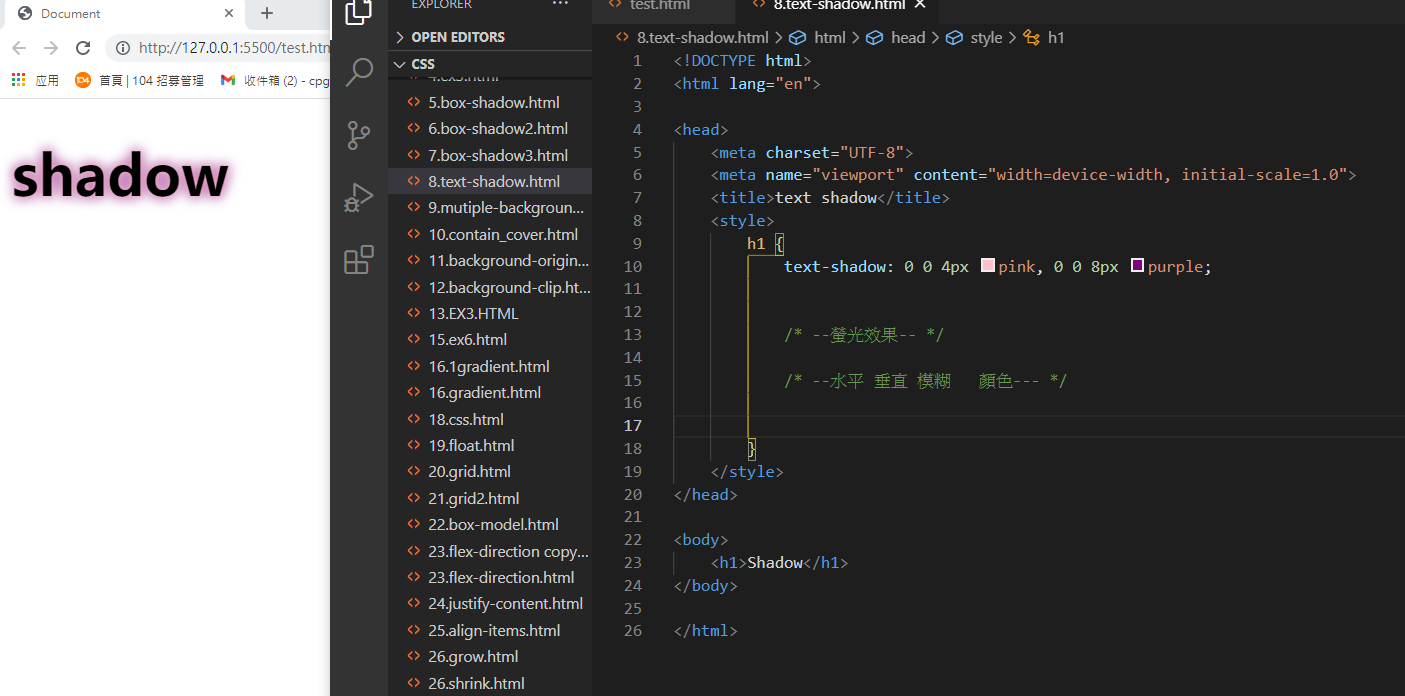 Document
http://127.0.0.1:5500/test.htm
应用
104
首頁 | 104 招募管理
收件箱 (2) - cpg
shadow
EXPLORER
OPEN EDITORS
CSS
4.ex3.html
5.box-shadow.html
6.box-shadow2.html
7.box-shadow3.html
8.text-shadow.html
9.mutiple-backgroun...
10.contain_cover.html
11.background-origin...
12.background-clip.ht...
13.EX3.HTML
15.ex6.html
16.1gradient.html
16.gradient.html
18.css.html
19.float.html
20.grid.html
21.grid2.html
22.box-model.html
23.flex-direction copy...
23.flex-direction.html
24.justify-content.html
25.align-items.html
26.grow.html
26.shrink.html
test.html
8.text-shadow.html
8.text-shadow.html > html > head > style > h1
1 <!DOCTYPE html>
2 <html lang="en">
3
4 <head>
5 <meta charset="UTF-8">
6 <meta name="viewport" content="width=device-width, initial-scale=1.0">
7 <title>text shadow</title>
8 <style>
9 h1 {
10 text-shadow: 0 0 4px pink, 0 0 8px purple;
11
12
13 /* --螢光效果-- */
14
15 /* --水平 垂直 模糊 顏色--- */
16
17
18 }
19 </style>
20 </head>
21
22 <body>
23 <h1>Shadow</h1>
24 </body>
25
26 </html>